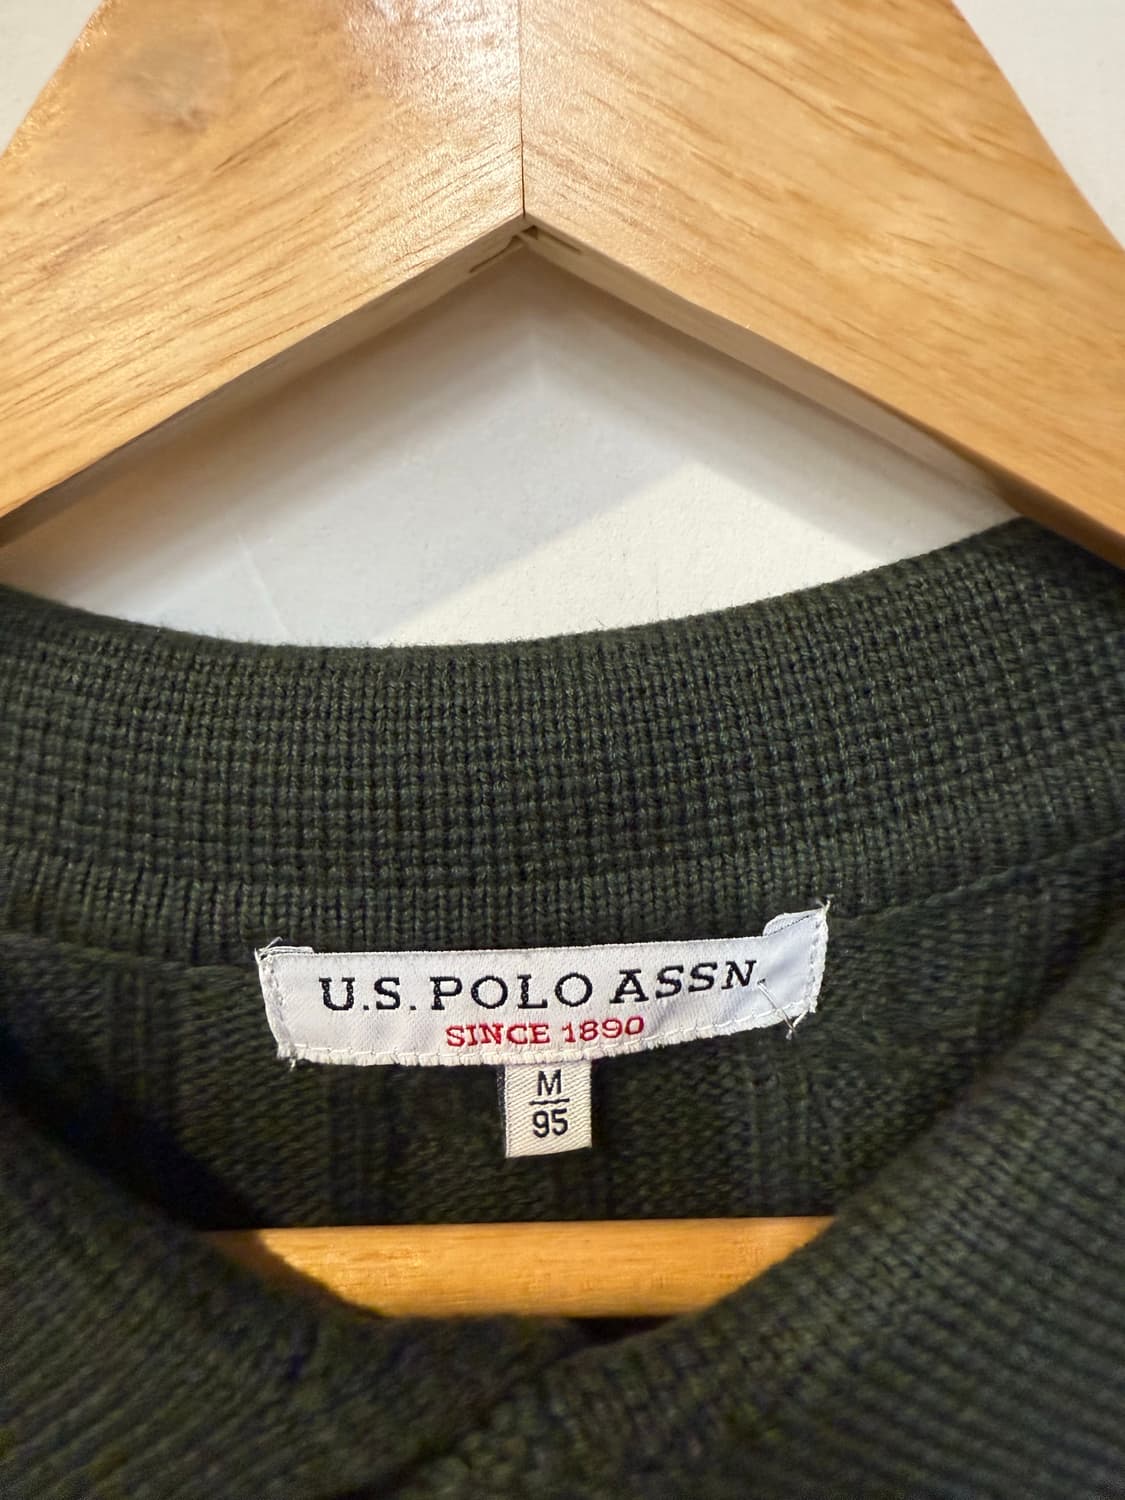 U.S. POLO ASSN.
SINCE 1890
M
95